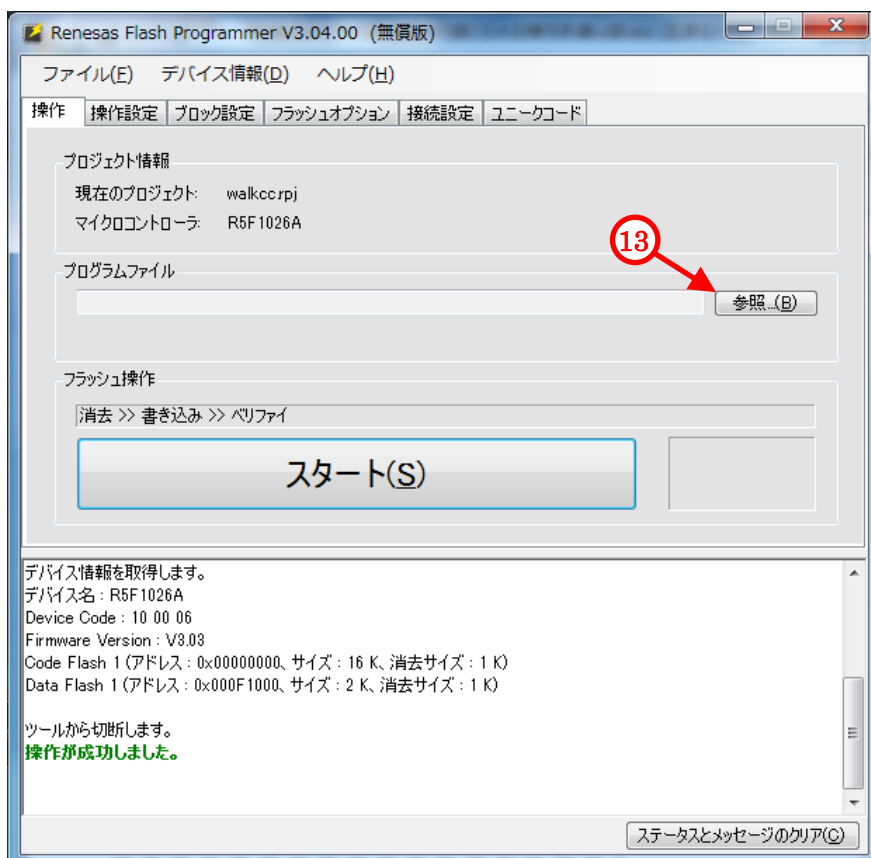 Renesas Flash Programmer V3.04.00 (無償版)
ファイル(F) デバイス情報(D) ヘルプ(H)
操作 操作設定 ブロック設定 フラッシュオプション 接続設定 ユニークコード
プロジェクト情報
現在のプロジェクト: walkcc.rpj
マイクロコントローラ: R5F1026A
13
プログラムファイル
参照...(B)
フラッシュ操作
消去 >> 書き込み >> ベリファイ
スタート(S)
デバイス情報を取得します。
デバイス名 : R5F1026A
Device Code : 10 00 06
Firmware Version : V3.03
Code Flash 1 (アドレス : 0x00000000、サイズ : 16 K、消去サイズ : 1 K)
Data Flash 1 (アドレス : 0x000F1000、サイズ : 2 K、消去サイズ : 1 K)
ツールから切断します。
操作が成功しました。
ステータスとメッセージのクリア(C)